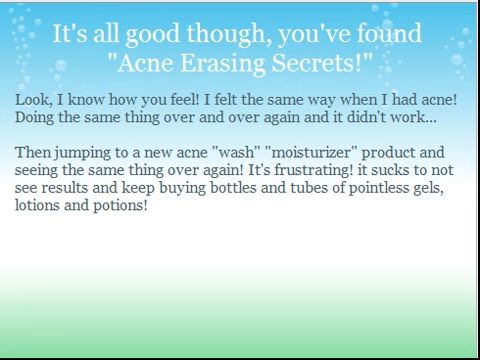 It's all good though, you've found
"Acne Erasing Secrets!"
Look, I know how you feel! I felt the same way when I had acne!
Doing the same thing over and over again and it didn't work...
Then jumping to a new acne "wash" "moisturizer" product and
seeing the same thing over again! It's frustrating! it sucks to not
see results and keep buying bottles and tubes of pointless gels,
lotions and potions!